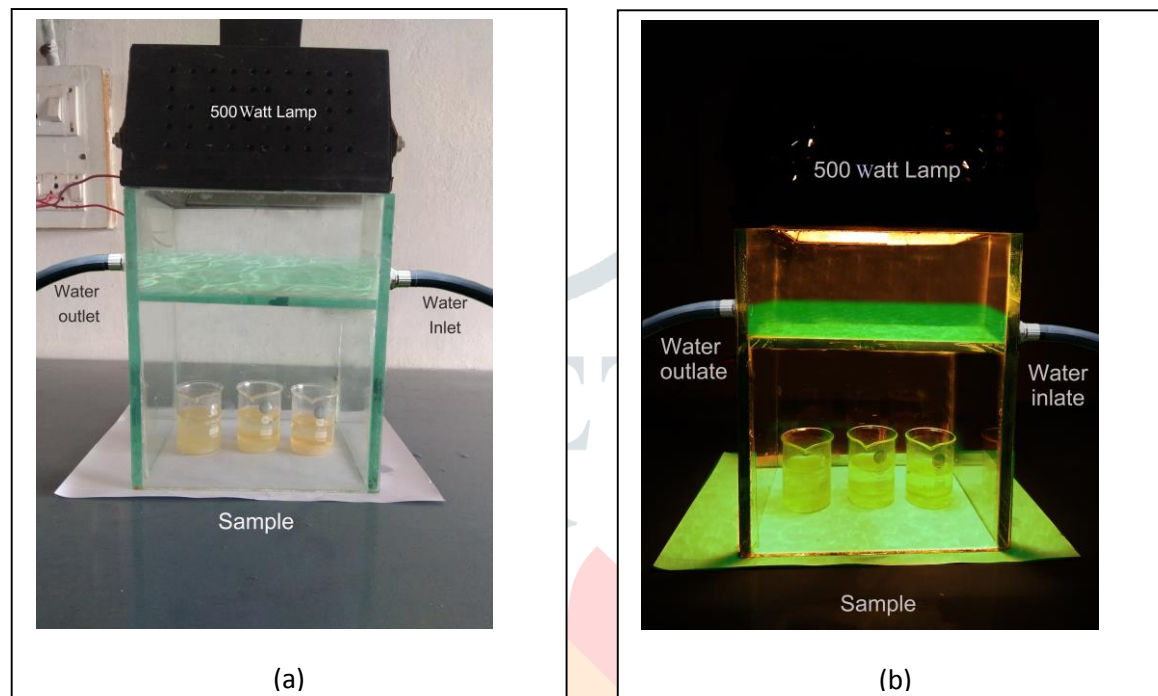 500 Watt Lamp
Water
outlet
Water
Inlet
Sample
(a)
500 watt Lamp
Water
outlate
Water
inlate
Sample
(b)